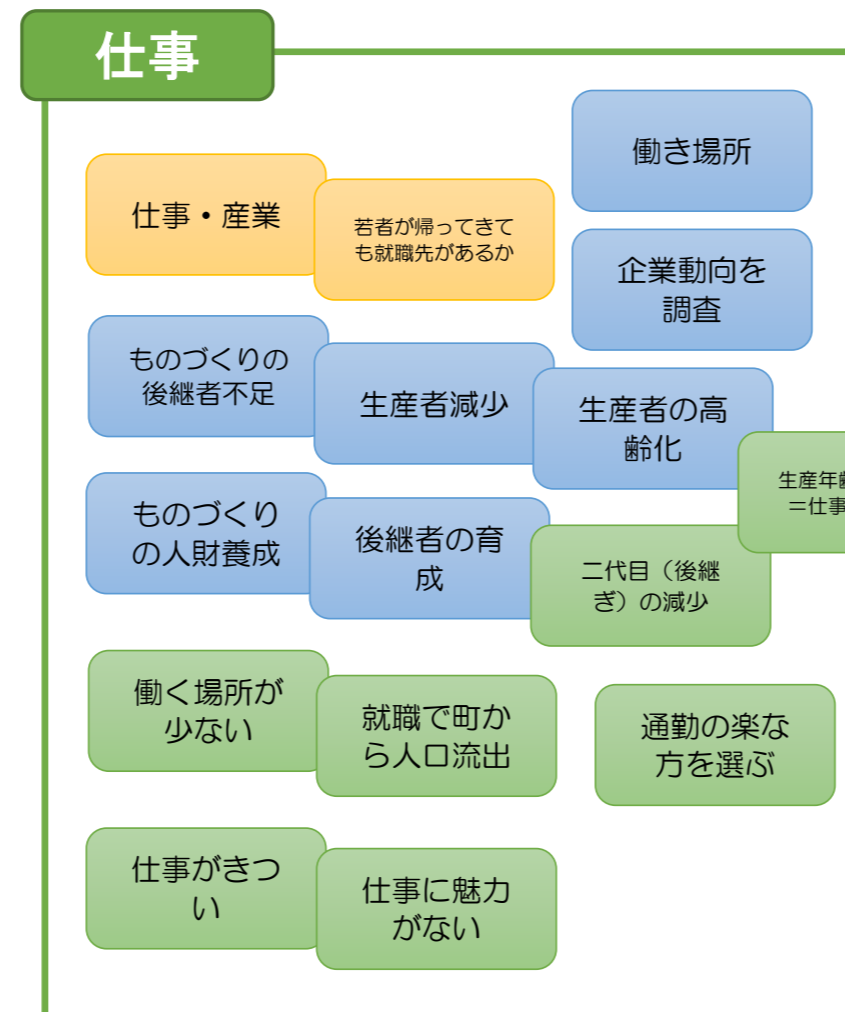 仕事
働き場所
仕事・産業
若者が帰ってきて
も就職先があるか
企業動向を
調査
ものづくりの
後継者不足
生産者減少
生産者の高
齢化
生産年
＝仕事
ものづくり
の人財養成
後継者の育
成
二代目（後継
ぎ）の減少
働く場所が
少ない
就職で町か
ら人口流出
通勤の楽な
方を選ぶ
仕事がきつ
い
仕事に魅力
がない